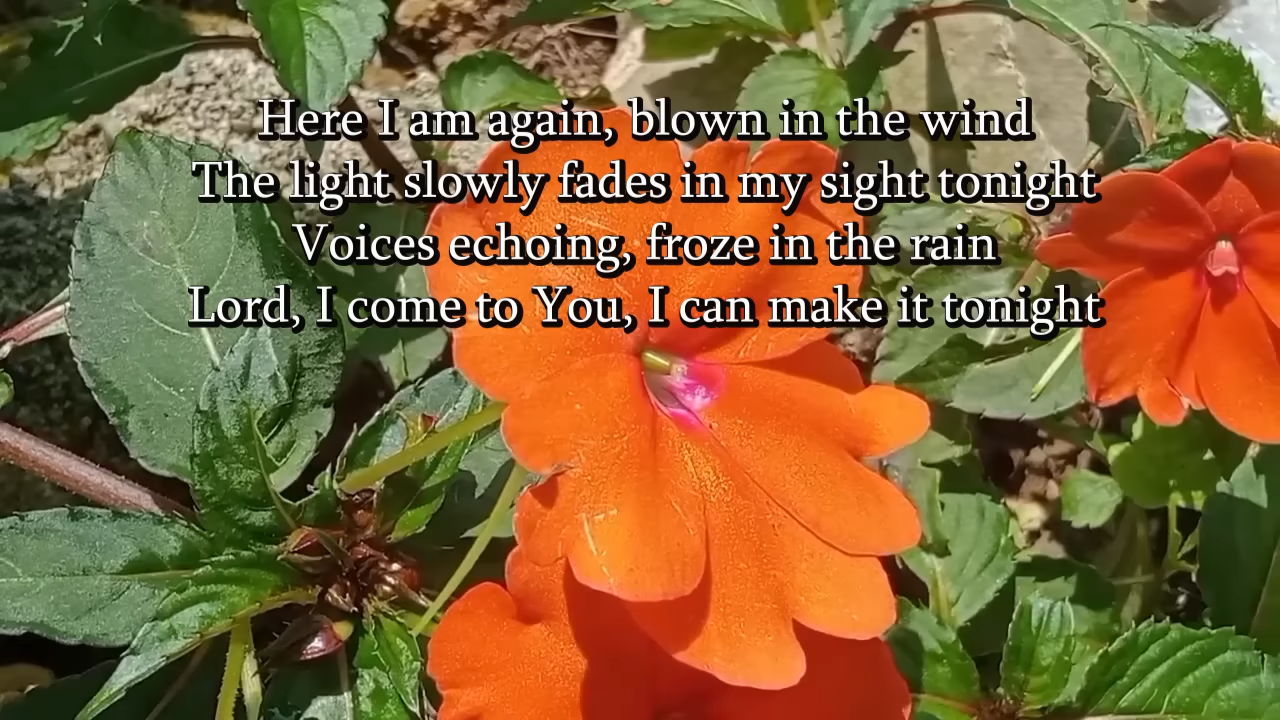 Here I am again, blown in the wind
The light slowly fades in my sight tonight
Voices echoing, froze in the rain
Lord, I come to You, I can make it tonight